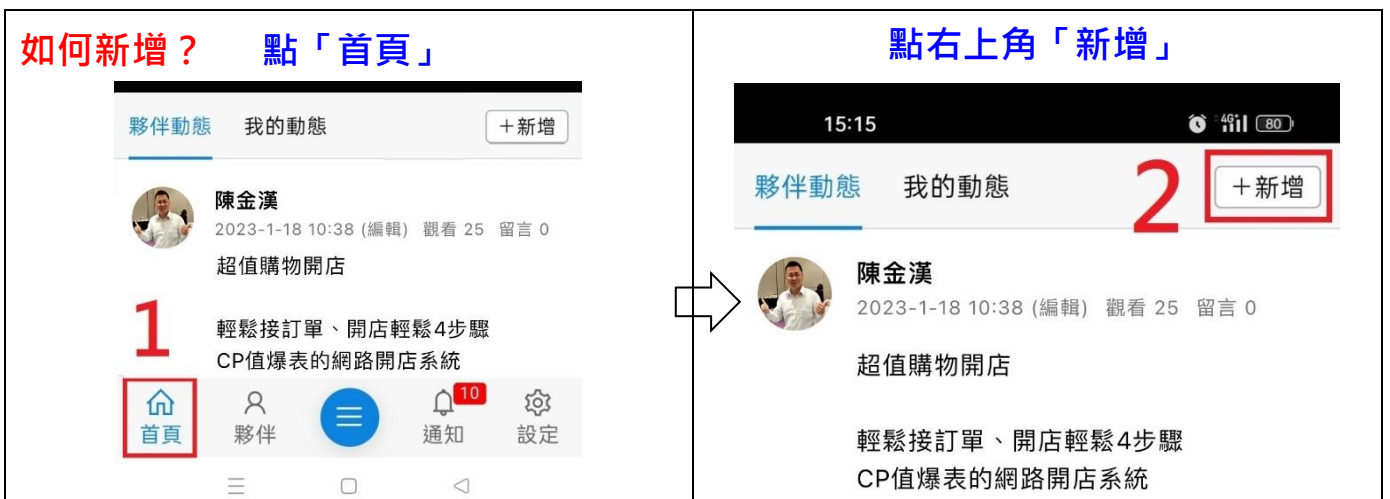 如何新增？ 點「首頁」
夥伴動態 我的動態 ＋新增
陳金漢
2023-1-18 10:38 (編輯) 觀看 25 留言 0
超值購物開店
1
輕鬆接訂單、開店輕鬆4步驟
CP值爆表的網路開店系統
10
首頁 夥伴 通知 設定
點右上角「新增」
15:15 4G 80
夥伴動態 我的動態 2 ＋新增
陳金漢
2023-1-18 10:38 (編輯) 觀看 25 留言 0
超值購物開店
輕鬆接訂單、開店輕鬆4步驟
CP值爆表的網路開店系統